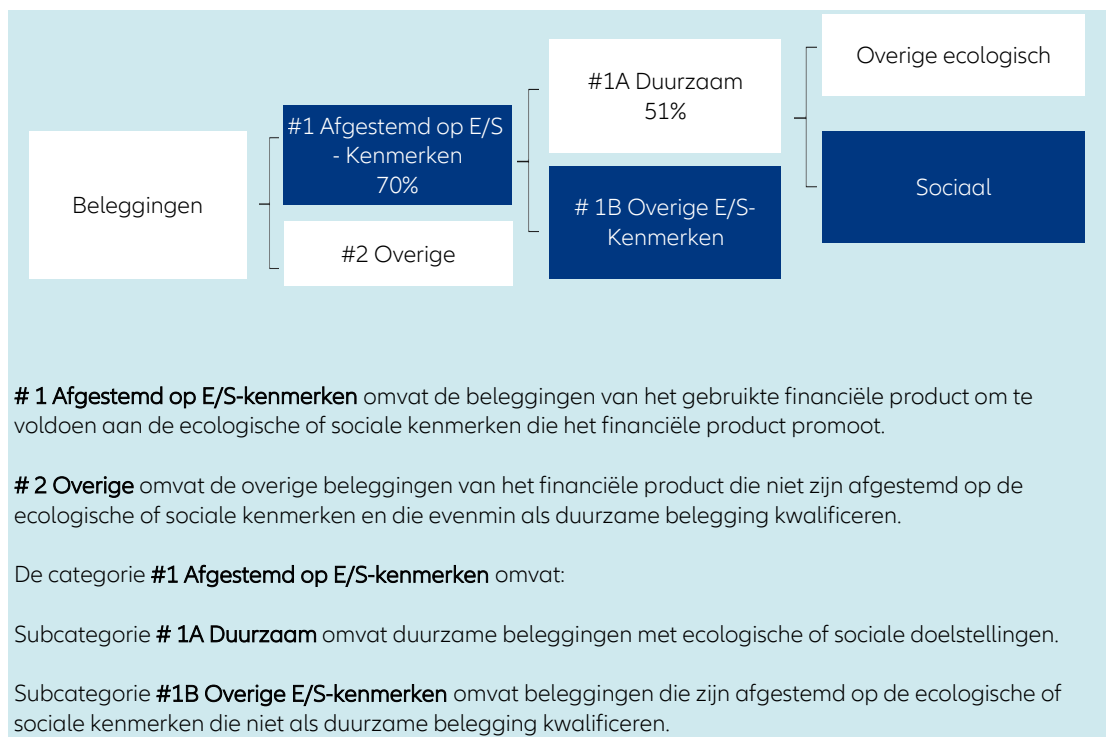 Beleggingen
#1 Afgestemd op E/S
- Kenmerken
70%
#2 Overige
#1A Duurzaam
51%
# 1B Overige E/S-
Kenmerken
Overige ecologisch
Sociaal
# 1 Afgestemd op E/S-kenmerken omvat de beleggingen van het gebruikte financiële product om te
voldoen aan de ecologische of sociale kenmerken die het financiële product promoot.
# 2 Overige omvat de overige beleggingen van het financiële product die niet zijn afgestemd op de
ecologische of sociale kenmerken en die evenmin als duurzame belegging kwalificeren.
De categorie #1 Afgestemd op E/S-kenmerken omvat:
Subcategorie # 1A Duurzaam omvat duurzame beleggingen met ecologische of sociale doelstellingen.
Subcategorie #1B Overige E/S-kenmerken omvat beleggingen die zijn afgestemd op de ecologische of
sociale kenmerken die niet als duurzame belegging kwalificeren.